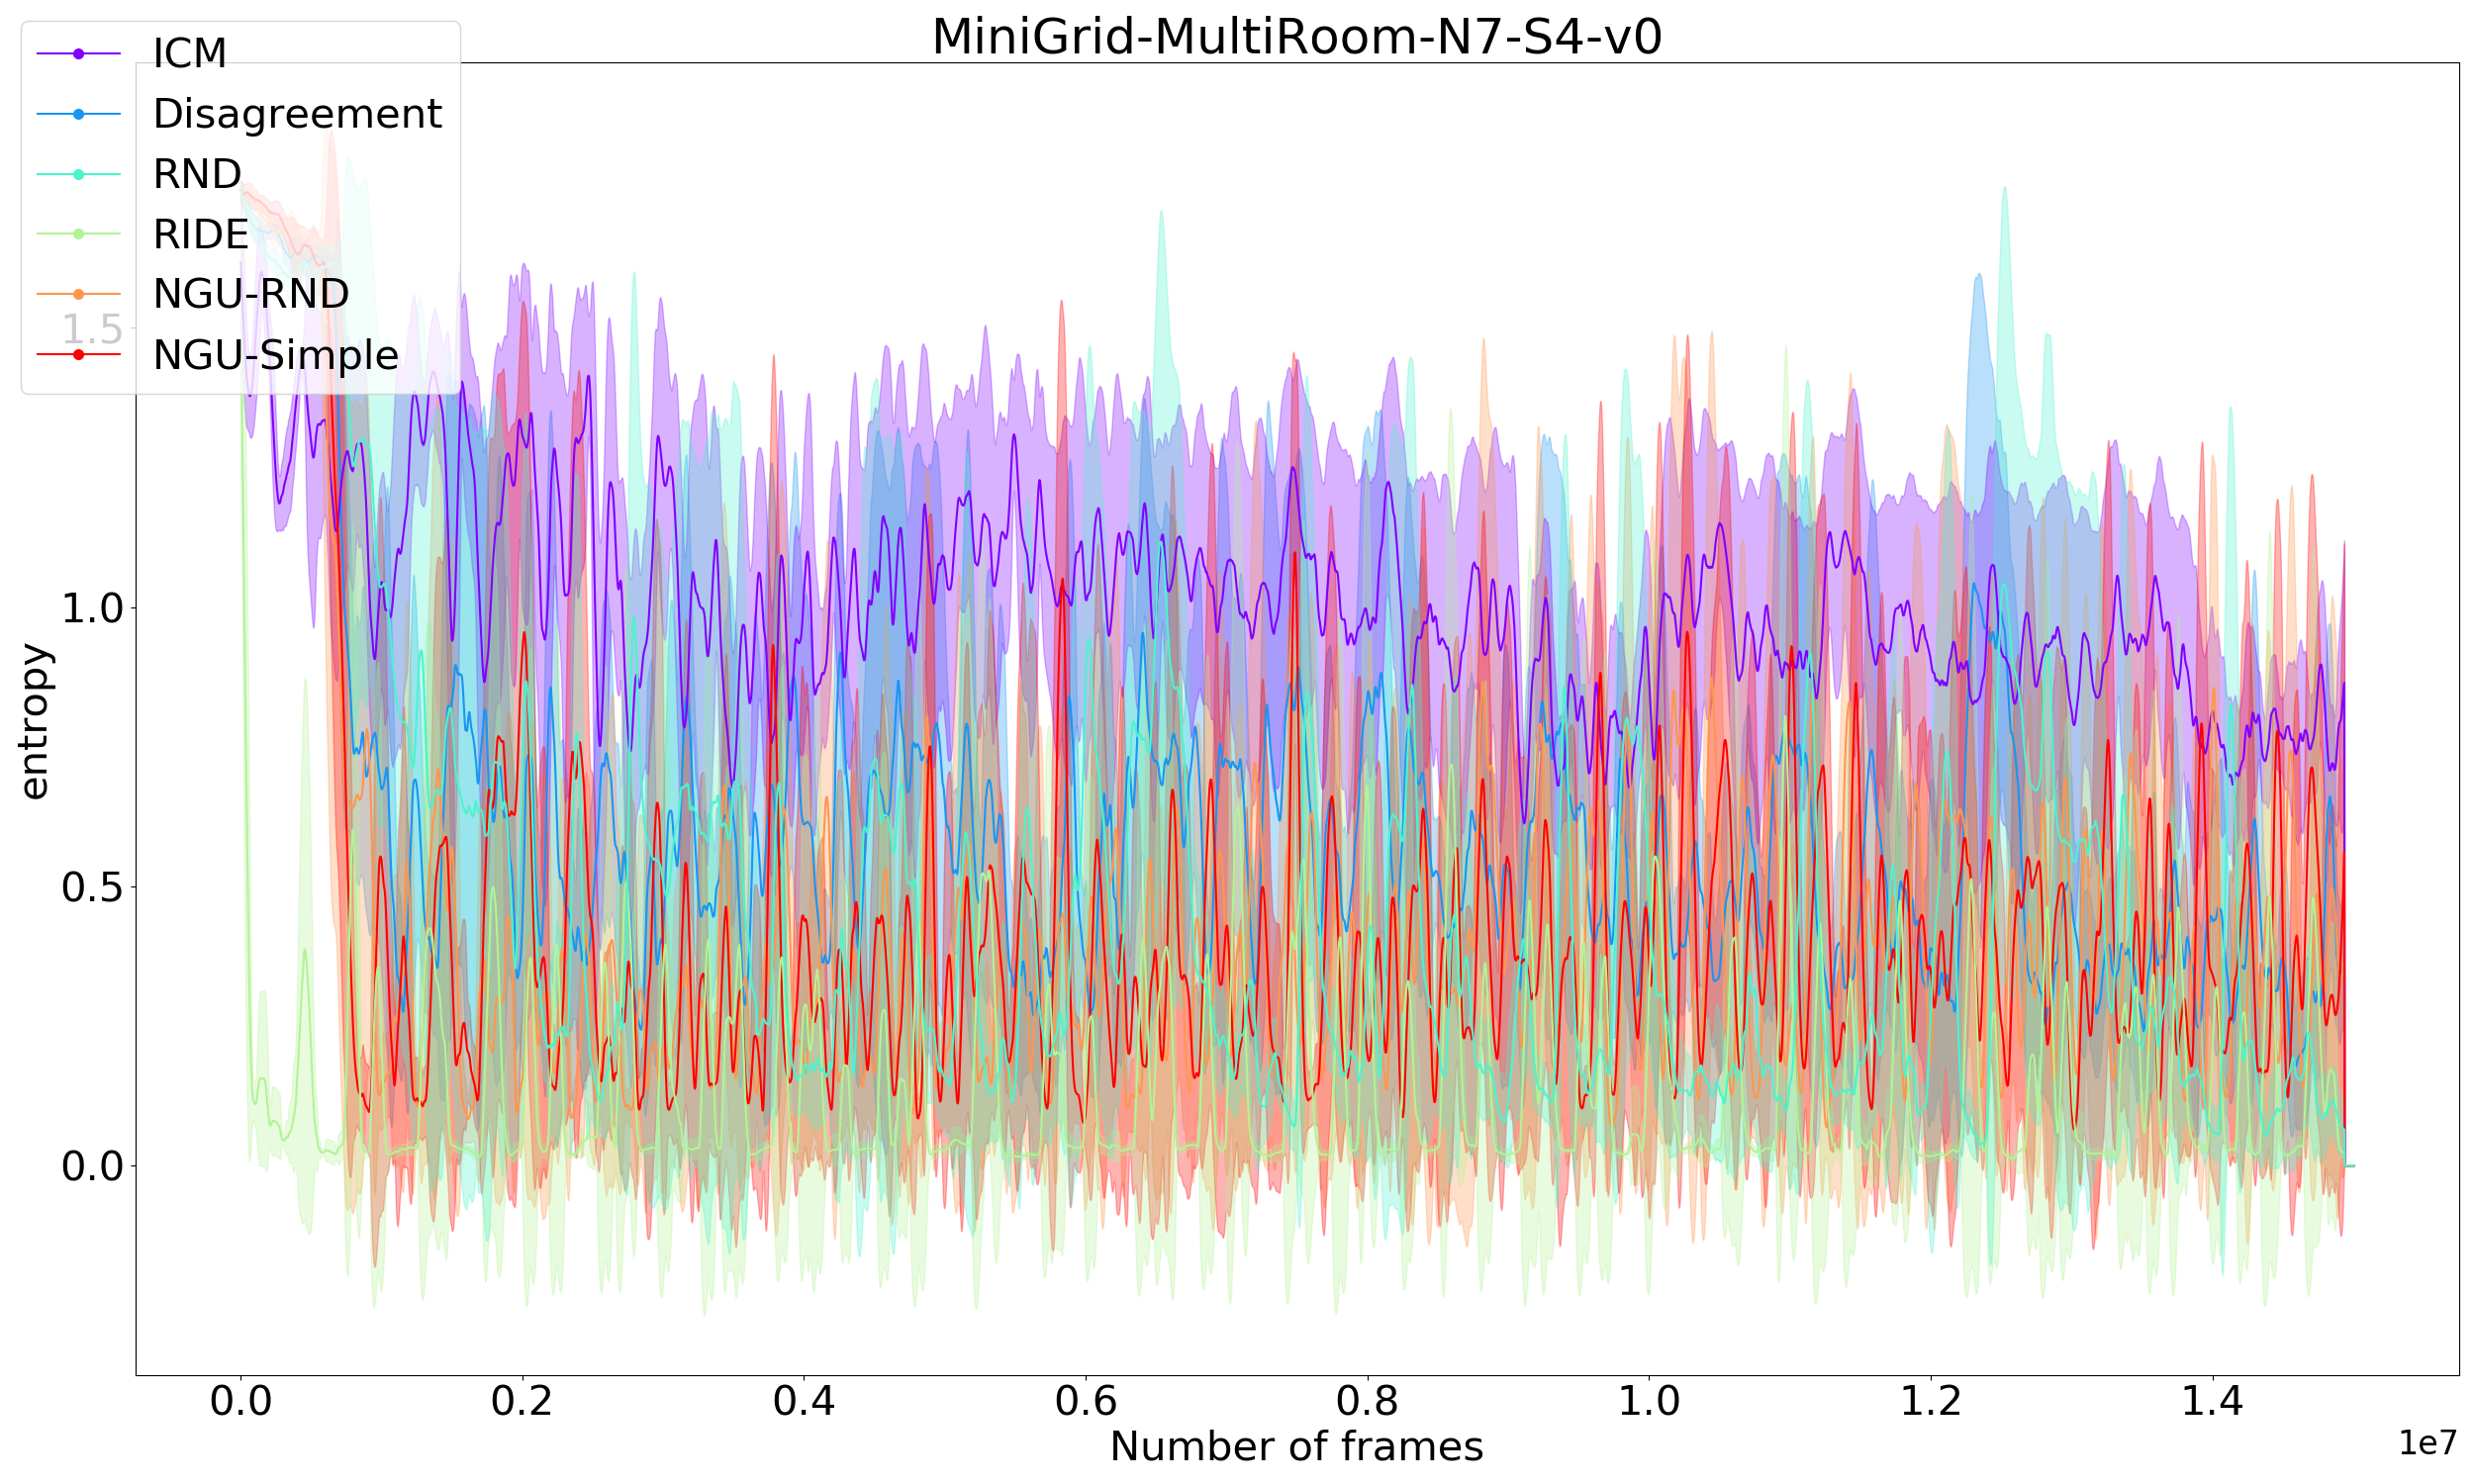 MiniGrid-MultiRoom-N7-S4-v0
ICM
Disagreement
RND
RIDE
NGU-RND
NGU-Simple
1.5
1.0
0.5
0.0
entropy
0.0 0.2 0.4 0.6 0.8 1.0 1.2 1.4
Number of frames
1e7